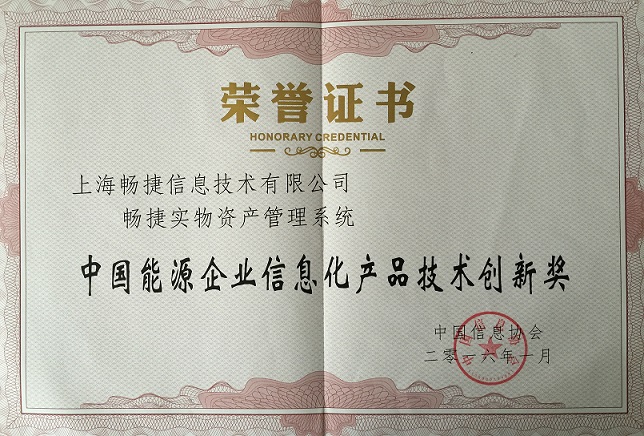 荣誉证书
HONORARY CREDENTIAL
上海畅捷信息技术有限公司
畅捷实物资产管理系统
中国能源企业信息化产品技术创新奖
中国信息协会
二零一六年一月